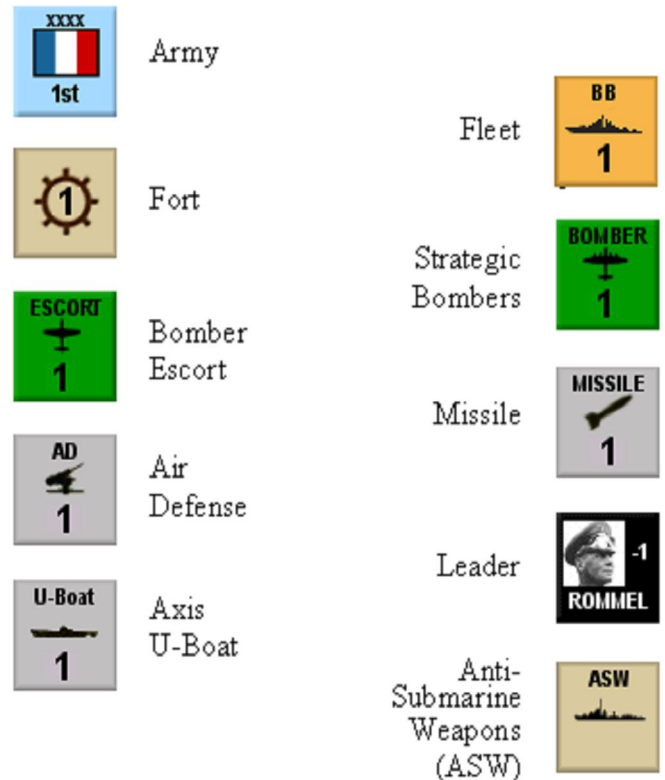 XXXX
1st
Army
1
Fort
ESCORT
1
Bomber
Escort
AD
1
Air
Defense
U-Boat
1
Axis
U-Boat
Fleet
BB
1
Strategic
Bombers
BOMBER
1
Missile
MISSILE
1
Leader
-1
ROMMEL
Anti-
Submarine
Weapons
(ASW)
ASW